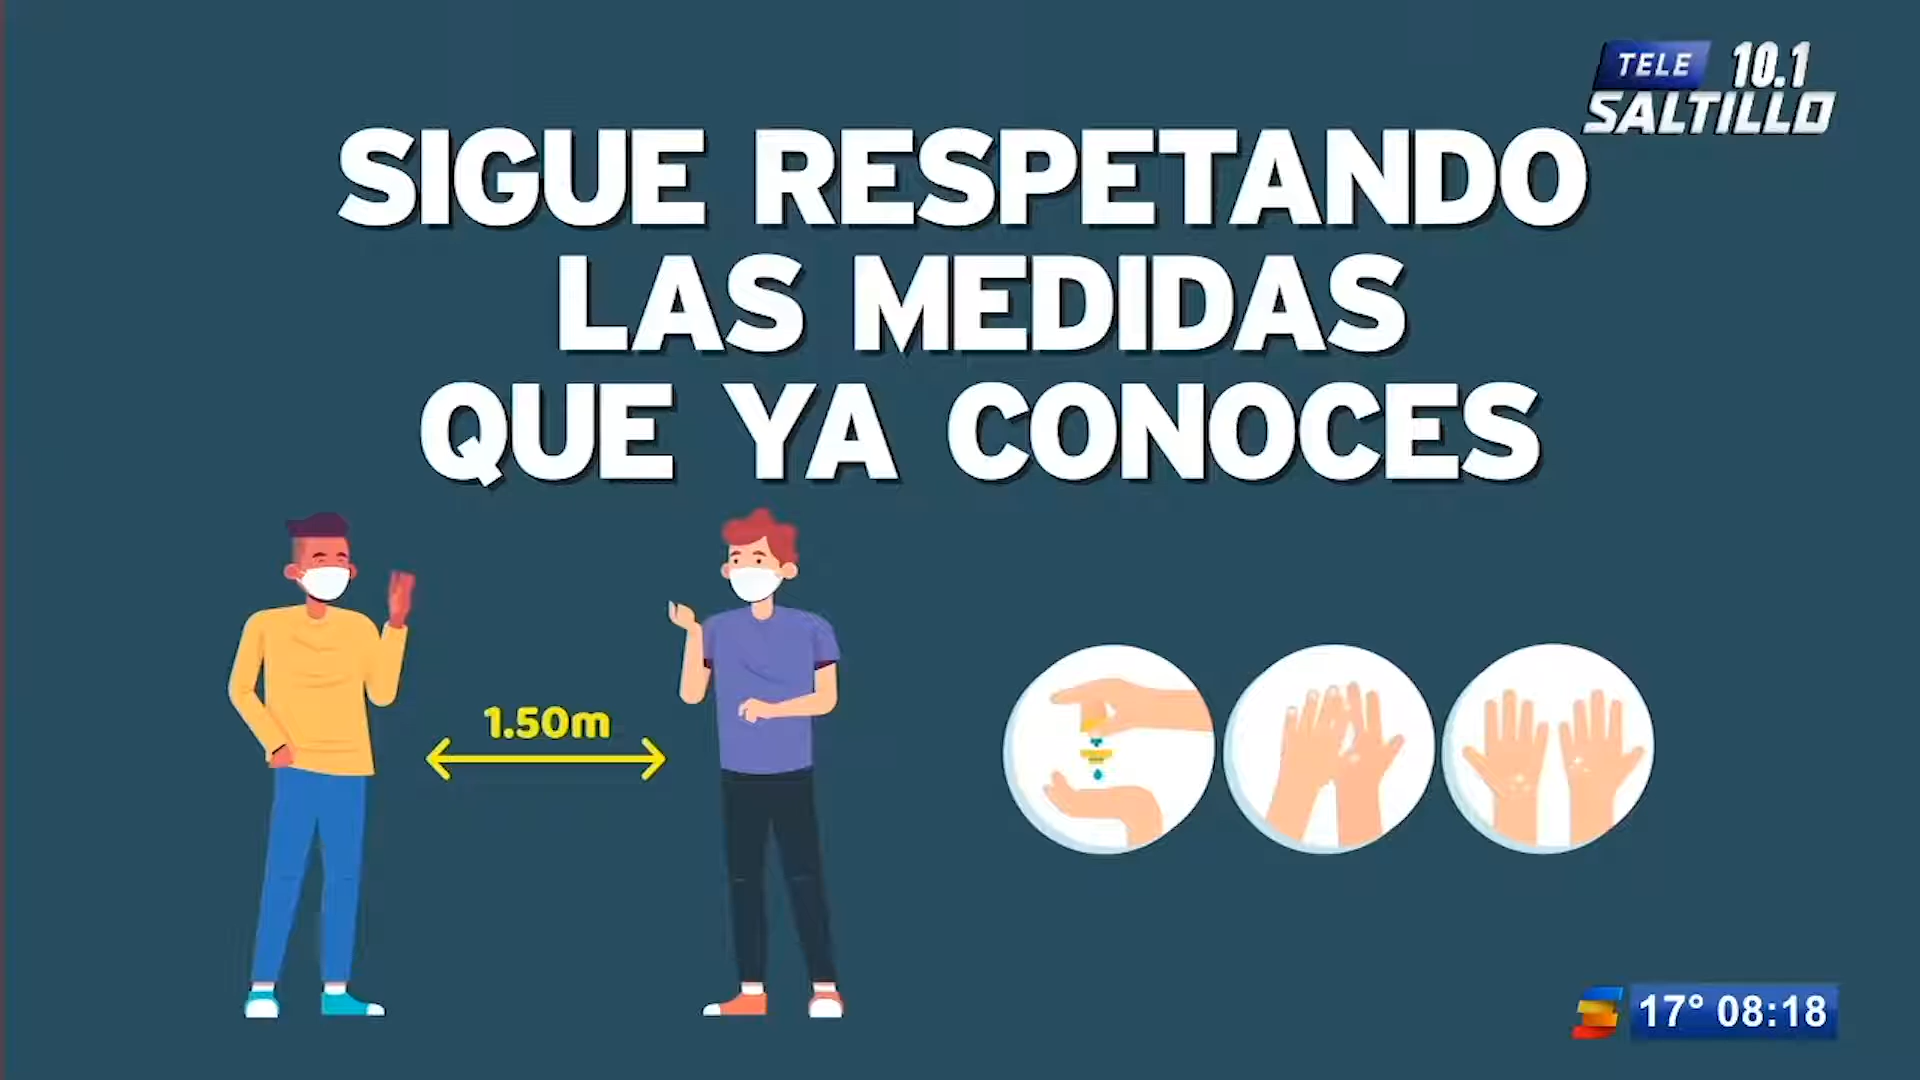 TELE 10.1
SALTILLO
SIGUE RESPETANDO
LAS MEDIDAS
QUE YA CONOCES
1.50m
17° 08:18